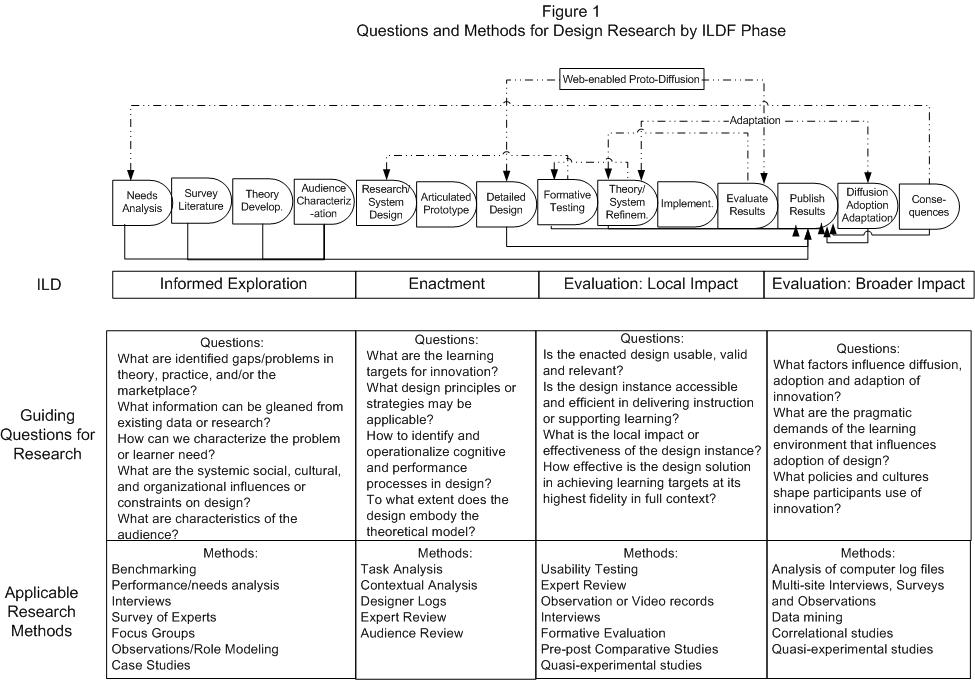 Figure 1
Questions and Methods for Design Research by ILDF Phase
Web-enabled Proto-Diffusion
Adaptation
Needs
Analysis
Survey
Literature
Theory
Develop.
Audience
Characteriz
-ation
Research/
System
Design
Articulated
Prototype
Detailed
Design
Formative
Testing
Theory/
System
Refinem.
Implement.
Evaluate
Results
Publish
Results
Diffusion
Adoption
Adaptation
Conse-
quences
ILD
Informed Exploration
Enactment
Evaluation: Local Impact
Evaluation: Broader Impact
Guiding
Questions for
Research
Questions:
What are identified gaps/problems in
theory, practice, and/or the
marketplace?
What information can be gleaned from
existing data or research?
How can we characterize the problem
or learner need?
What are the systemic social, cultural,
and organizational influences or
constraints on design?
What are characteristics of the
audience?
Questions:
What are the learning
targets for innovation?
What design principles or
strategies may be
applicable?
How to identify and
operationalize cognitive
and performance
processes in design?
To what extent does the
design embody the
theoretical model?
Questions:
Is the enacted design usable, valid
and relevant?
Is the design instance accessible
and efficient in delivering instruction
or supporting learning?
What is the local impact or
effectiveness of the design instance?
How effective is the design solution
in achieving learning targets at its
highest fidelity in full context?
Questions:
What factors influence diffusion,
adoption and adaption of
innovation?
What are the pragmatic
demands of the learning
environment that influences
adoption of design?
What policies and cultures
shape participants use of
innovation?
Applicable
Research
Methods
Methods:
Benchmarking
Performance/needs analysis
Interviews
Survey of Experts
Focus Groups
Observations/Role Modeling
Case Studies
Methods:
Task Analysis
Contextual Analysis
Designer Logs
Expert Review
Audience Review
Methods:
Usability Testing
Expert Review
Observation or Video records
Interviews
Formative Evaluation
Pre-post Comparative Studies
Quasi-experimental studies
Methods:
Analysis of computer log files
Multi-site Interviews, Surveys
and Observations
Data mining
Correlational studies
Quasi-experimental studies